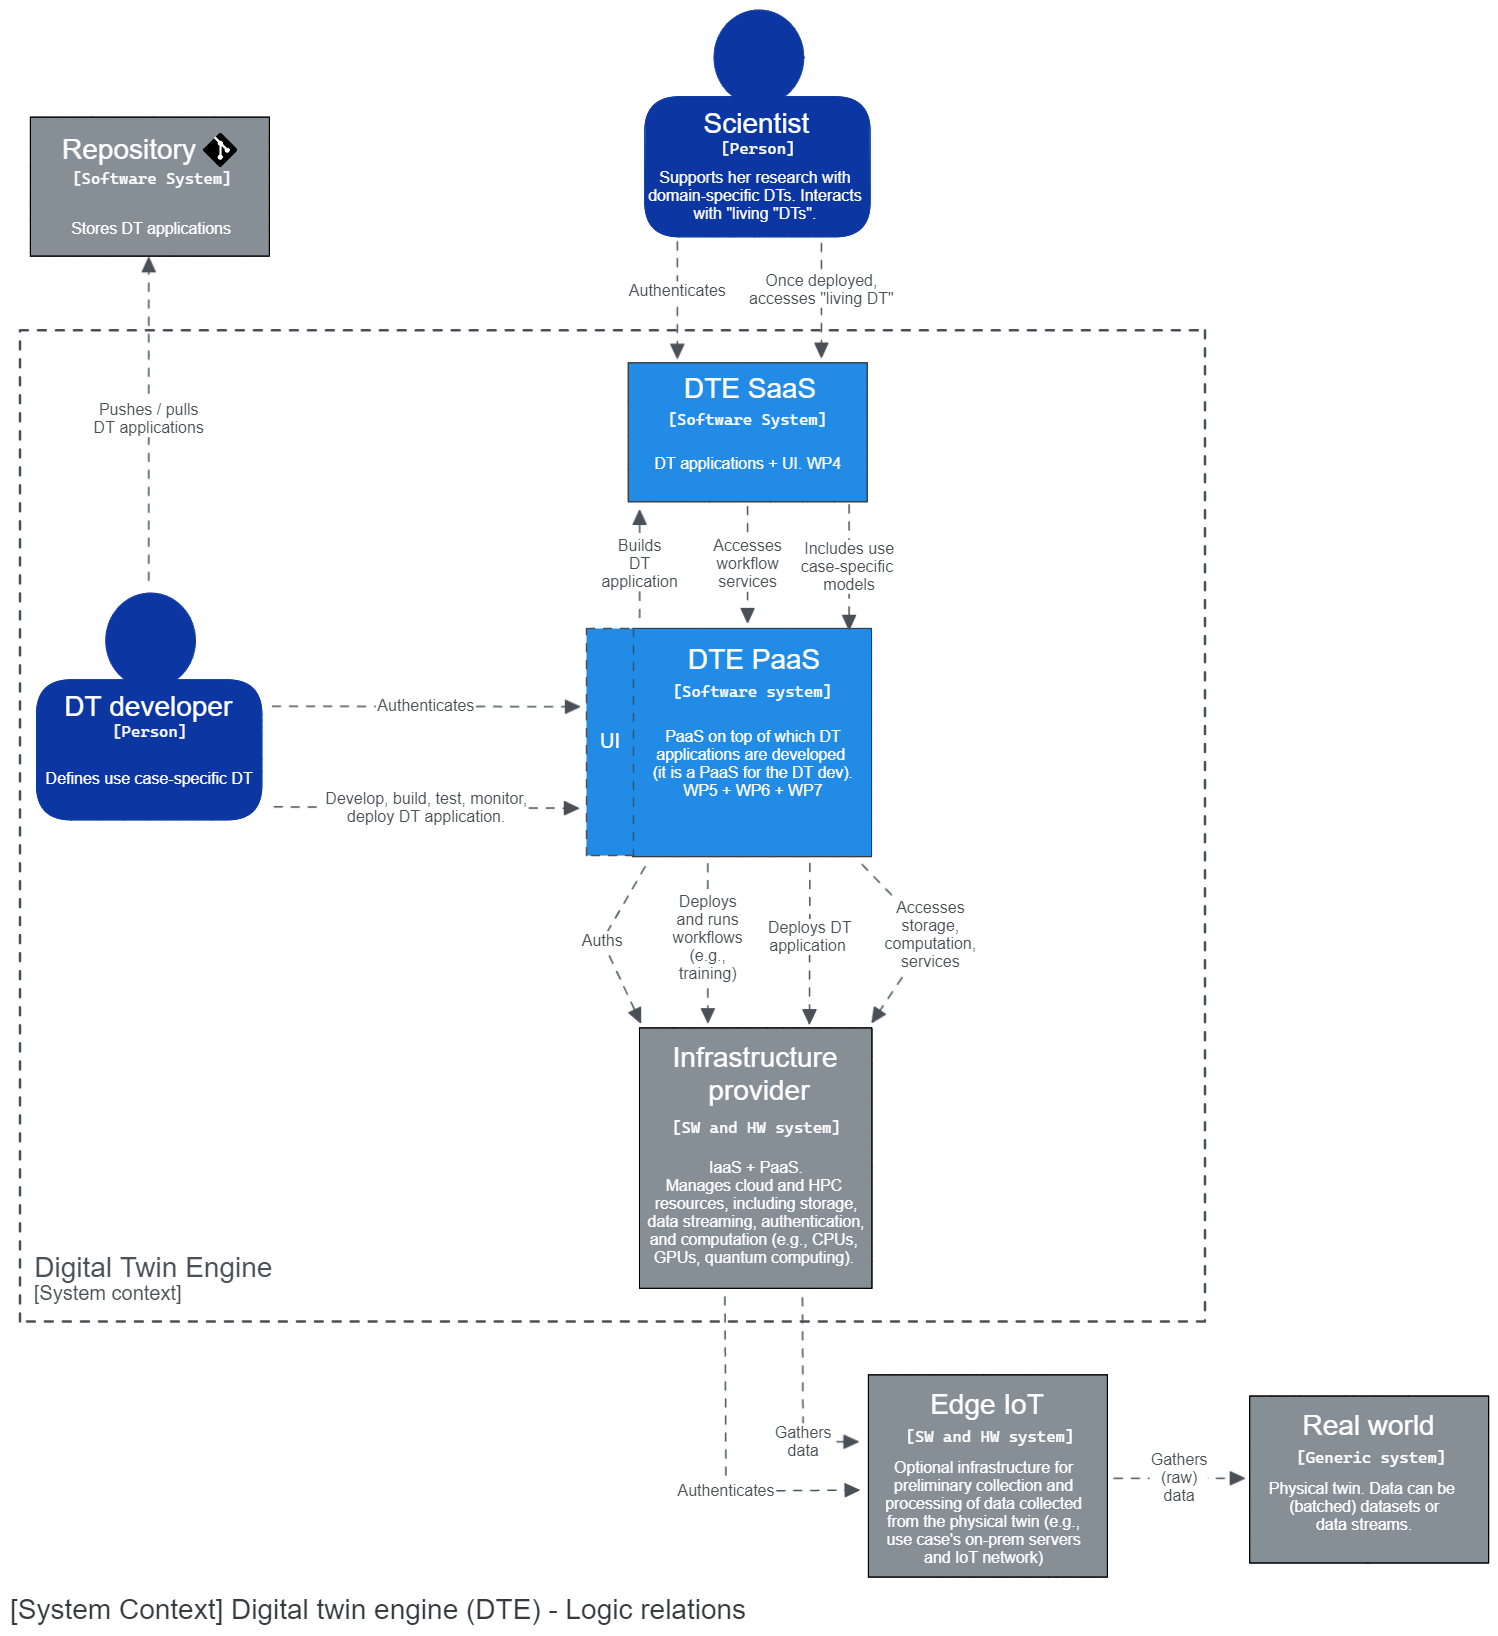 Scientist
[Person]
Supports her research with
domain-specific DTs. Interacts
with "living "DTs".
Repository
[Software System]
Stores DT applications
Authenticates
Once deployed,
accesses "living DT"
Pushes / pulls
DT applications
DTE SaaS
[Software System]
DT applications + UI. WP4
Builds
DT
application
Accesses
workflow
services
Includes use
case-specific
models
DT developer
[Person]
Defines use case-specific DT
Authenticates
Develop, build, test, monitor,
deploy DT application.
UI
DTE PaaS
[Software system]
PaaS on top of which DT
applications are developed
(it is a PaaS for the DT dev).
WP5 + WP6 + WP7
Auths
Deploys
and runs
workflows
(e.g.,
training)
Deploys DT
application
Accesses
storage,
computation,
services
Infrastructure
provider
[SW and HW system]
IaaS + PaaS.
Manages cloud and HPC
resources, including storage,
data streaming, authentication,
and computation (e.g., CPUs,
GPUs, quantum computing).
Digital Twin Engine
[System context]
Gathers
data
Authenticates
Edge IoT
[SW and HW system]
Optional infrastructure for
preliminary collection and
processing of data collected
from the physical twin (e.g.,
use case's on-prem servers
and IoT network)
Gathers
(raw)
data
Real world
[Generic system]
Physical twin. Data can be
(batched) datasets or
data streams.
[System Context] Digital twin engine (DTE) - Logic relations